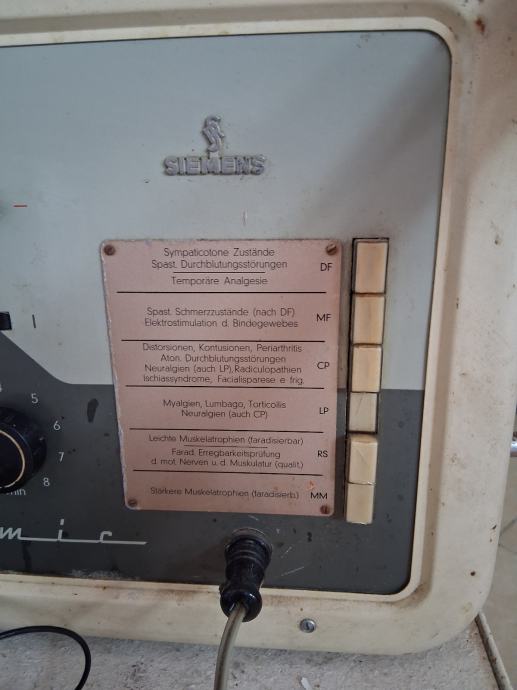 SIEMENS
Sympaticotone Zustände
Spast. Durchblutungsstörungen DF
Temporäre Analgesie
Spast. Schmerzzustände (nach DF) MF
Elektrostimulation d. Bindegewebes
Distorsionen, Kontusionen, Periarthritis
Aton. Durchblutungsstörungen
Neuralgien (auch LP), Radiculopathien CP
Ischiassyndrome, Facialisparese e frig.
Myalgien, Lumbago, Torticollis LP
Neuralgien (auch CP)
Leichte Muskelatrophien (faradisierbar)
Farad. Erregbarkeitsprüfung RS
d. mot. Nerven u. d. Muskulatur (qualit.)
Stärkere Muskelatrophien (faradisierb.) MM
I
5
6
7
8
min
mic